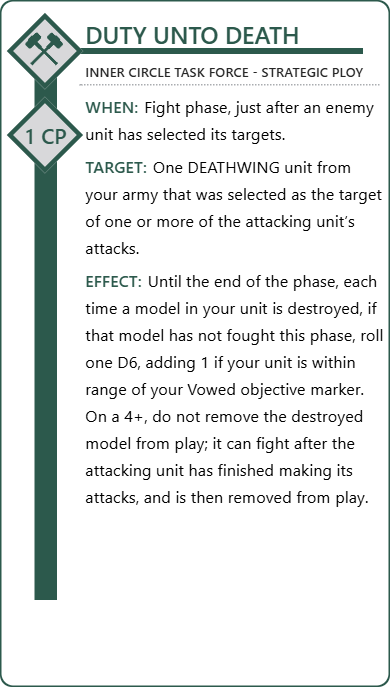 DUTY UNTO DEATH
INNER CIRCLE TASK FORCE - STRATEGIC PLOY
1 CP
WHEN: Fight phase, just after an enemy
unit has selected its targets.
TARGET: One DEATHWING unit from
your army that was selected as the target
of one or more of the attacking unit’s
attacks.
EFFECT: Until the end of the phase, each
time a model in your unit is destroyed, if
that model has not fought this phase, roll
one D6, adding 1 if your unit is within
range of your Vowed objective marker.
On a 4+, do not remove the destroyed
model from play; it can fight after the
attacking unit has finished making its
attacks, and is then removed from play.